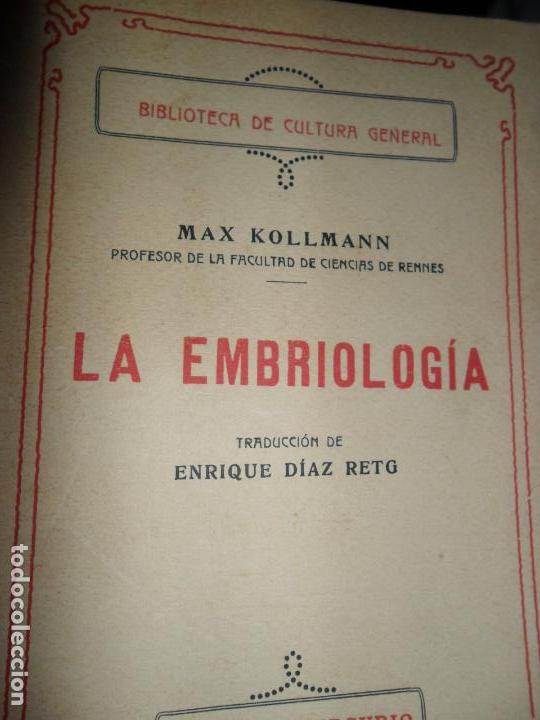 BIBLIOTECA DE CULTURA GENERAL
MAX KOLLMANN
PROFESOR DE LA FACULTAD DE CIENCIAS DE RENNES
LA EMBRIOLOGÍA
TRADUCCIÓN DE
ENRIQUE DÍAZ RETG
todocoleccion